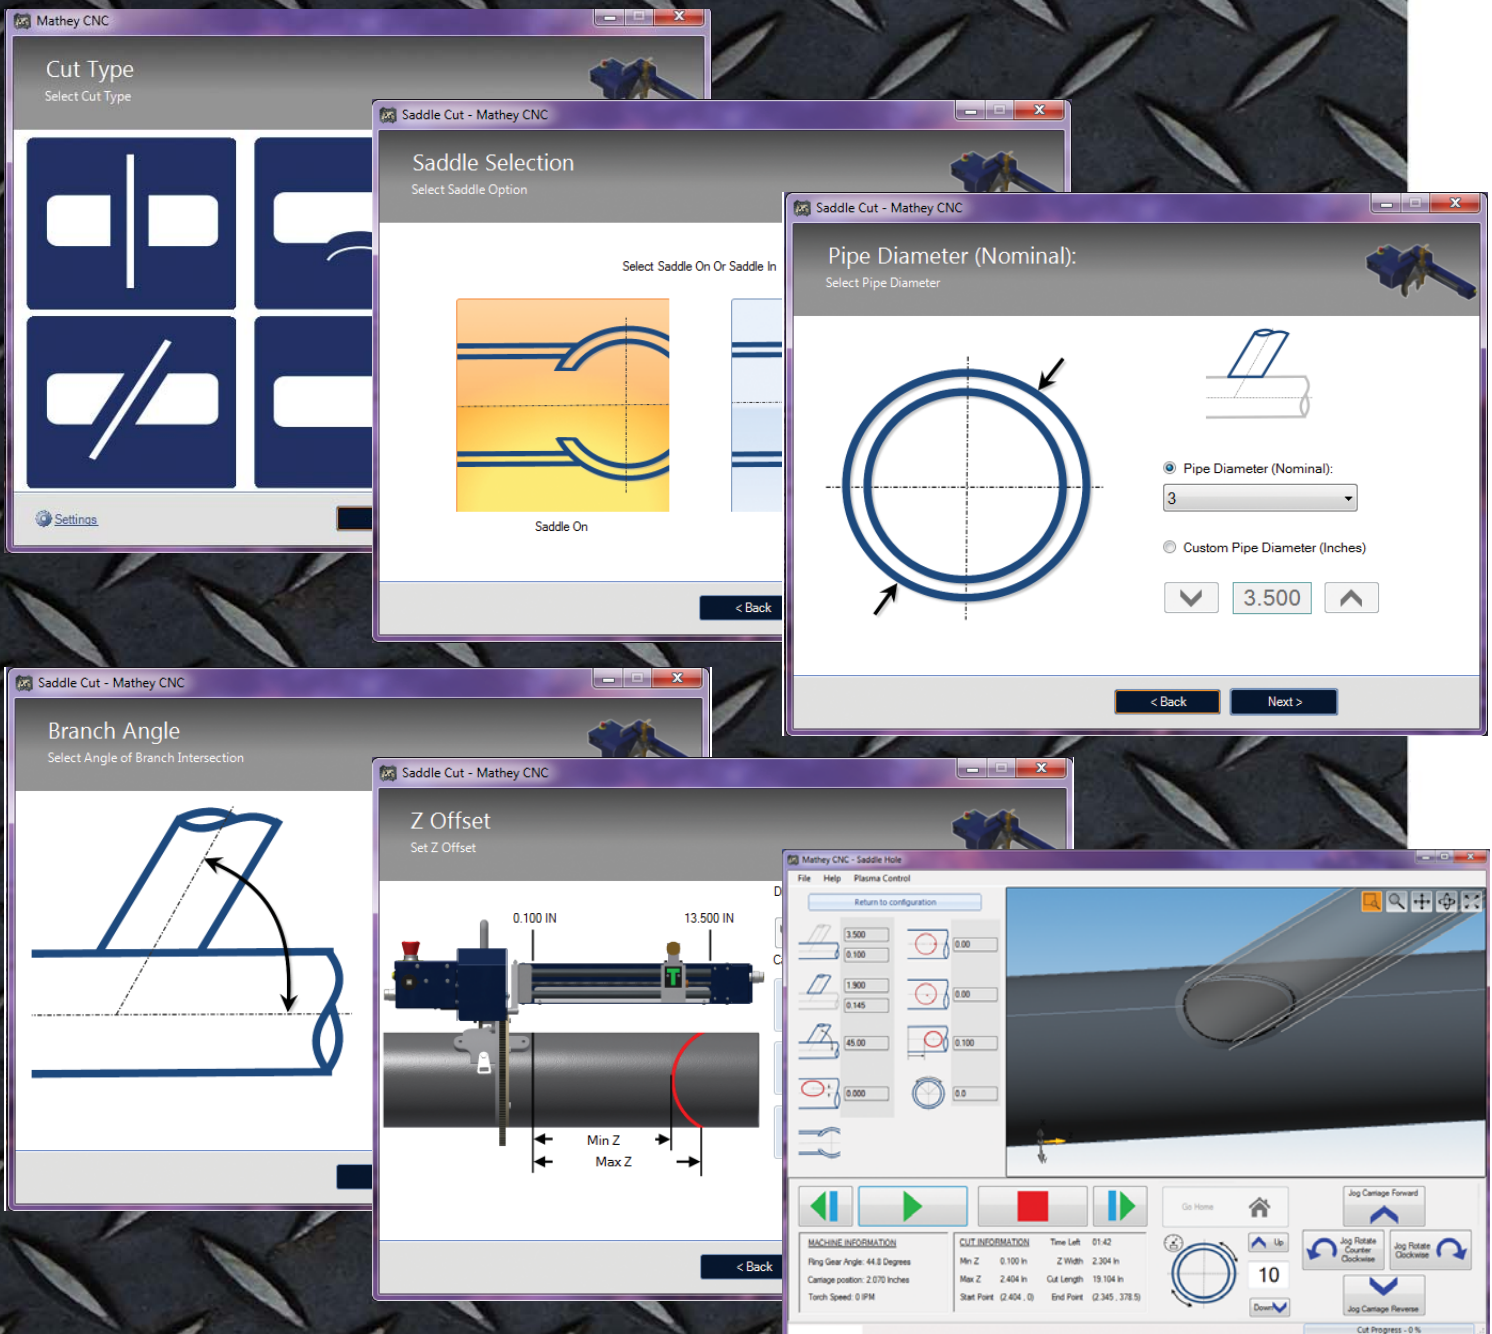 Mathey CNC
Cut Type
Select Cut Type
Settings
Saddle Cut - Mathey CNC
Saddle Selection
Select Saddle Option
Select Saddle On Or Saddle In
Saddle On
< Back
Saddle Cut - Mathey CNC
Pipe Diameter (Nominal):
Select Pipe Diameter
Pipe Diameter (Nominal):
3
Custom Pipe Diameter (Inches)
3.500
< Back
Next >
Saddle Cut - Mathey CNC
Branch Angle
Select Angle of Branch Intersection
Saddle Cut - Mathey CNC
Z Offset
Set Z Offset
D
0.100 IN
13.500 IN
C
T
Min Z
Max Z
< Back
Mathey CNC - Saddle Hole
File Help Plasma Control
Return to configuration
3.500
0.100
0.00
1.900
0.145
0.00
45.00
0.100
0.000
0.0
Go Home
Jog Carriage Forward
Up
Jog Rotate Counter Clockwise
Jog Rotate Clockwise
10
Down
Jog Carriage Reverse
MACHINE INFORMATION
Ring Gear Angle: 44.8 Degrees
Carriage position: 2.070 Inches
Torch Speed: 0 IPM
CUT INFORMATION Time Left 01:42
Min Z 0.100 In Z Width 2.304 in
Max Z 2.404 In Cut Length 19.104 In
Start Point (2.404 , 0) End Point (2.345 , 378.5)
Cut Progress - 0 %